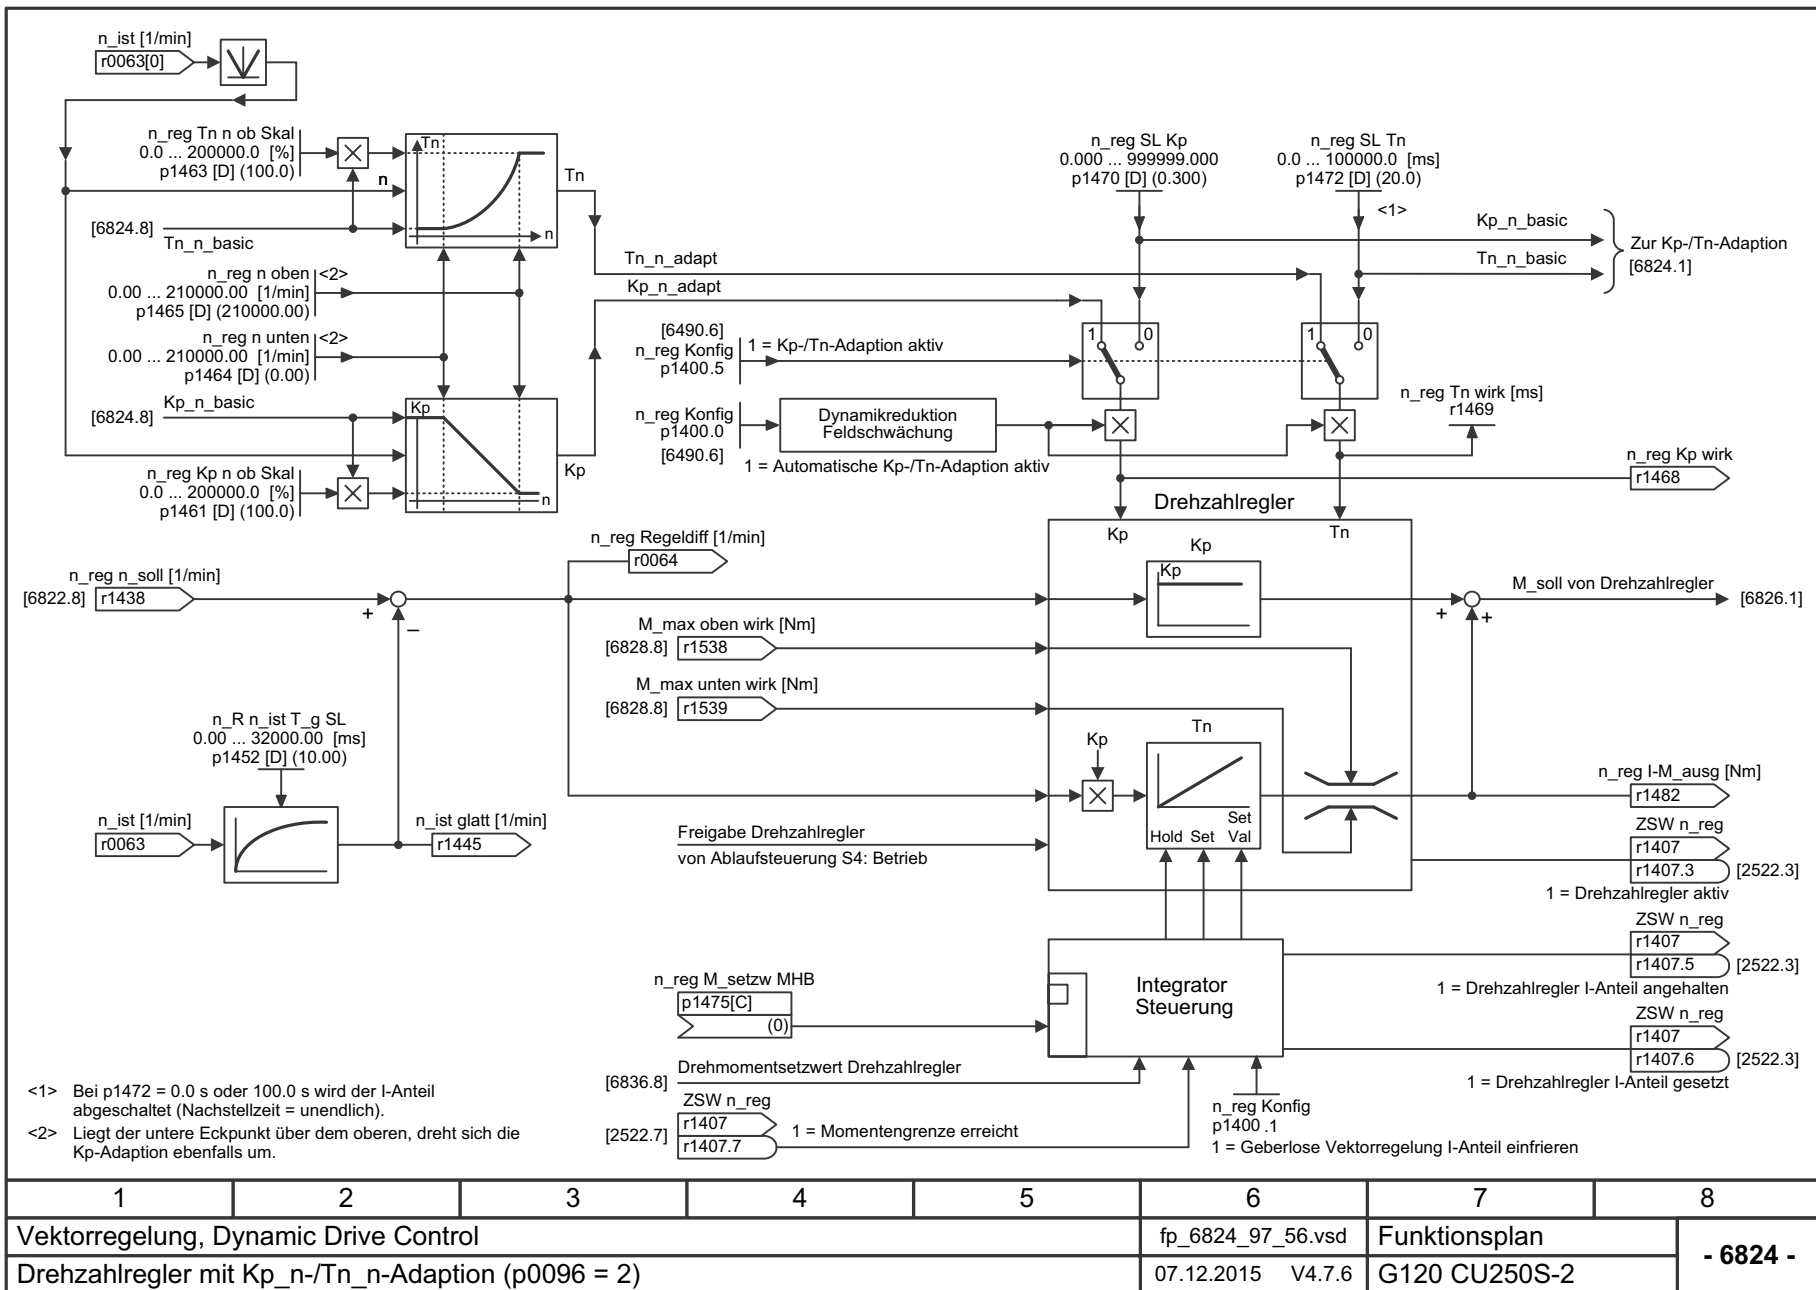 n_ist [1/min]
r0063[0]
n_reg Tn n ob Skal
0.0 ... 200000.0 [%]
p1463 [D] (100.0)
n
Tn
n
Tn
[6824.8]
Tn_n_basic
n_reg n oben <2>
0.00 ... 210000.00 [1/min]
p1465 [D] (210000.00)
n_reg n unten <2>
0.00 ... 210000.00 [1/min]
p1464 [D] (0.00)
Kp_n_basic
[6824.8]
n_reg Kp n ob Skal
0.0 ... 200000.0 [%]
p1461 [D] (100.0)
Kp
n
Kp
Tn_n_adapt
Kp_n_adapt
n_reg SL Kp
0.000 ... 999999.000
p1470 [D] (0.300)
n_reg SL Tn
0.0 ... 100000.0 [ms]
p1472 [D] (20.0)
<1>
Kp_n_basic
Tn_n_basic
Zur Kp-/Tn-Adaption
[6824.1]
[6490.6]
n_reg Konfig
p1400.5
1 = Kp-/Tn-Adaption aktiv
1 0
1 0
n_reg Konfig
p1400.0
[6490.6]
Dynamikreduktion
Feldschwächung
1 = Automatische Kp-/Tn-Adaption aktiv
n_reg Tn wirk [ms]
r1469
n_reg Kp wirk
r1468
Drehzahlregler
Kp
Tn
Kp
Kp
n_reg Regeldiff [1/min]
r0064
n_reg n_soll [1/min]
[6822.8] r1438
+
–
M_max oben wirk [Nm]
[6828.8] r1538
M_max unten wirk [Nm]
[6828.8] r1539
+
+
M_soll von Drehzahlregler
[6826.1]
n_R n_ist T_g SL
0.00 ... 32000.00 [ms]
p1452 [D] (10.00)
n_ist [1/min]
r0063
n_ist glatt [1/min]
r1445
Kp
Tn
Hold Set Set
Val
Freigabe Drehzahlregler
von Ablaufsteuerung S4: Betrieb
n_reg I-M_ausg [Nm]
r1482
ZSW n_reg
r1407
r1407.3 [2522.3]
1 = Drehzahlregler aktiv
ZSW n_reg
r1407
r1407.5 [2522.3]
1 = Drehzahlregler I-Anteil angehalten
ZSW n_reg
r1407
r1407.6 [2522.3]
1 = Drehzahlregler I-Anteil gesetzt
n_reg M_setzw MHB
p1475[C]
(0)
Integrator
Steuerung
Drehmomentsetzwert Drehzahlregler
[6836.8]
ZSW n_reg
r1407
[2522.7] r1407.7
1 = Momentengrenze erreicht
n_reg Konfig
p1400 .1
1 = Geberlose Vektorregelung I-Anteil einfrieren
<1> Bei p1472 = 0.0 s oder 100.0 s wird der I-Anteil
abgeschaltet (Nachstellzeit = unendlich).
<2> Liegt der untere Eckpunkt über dem oberen, dreht sich die
Kp-Adaption ebenfalls um.
1 2 3 4 5 6 7 8
Vektorregelung, Dynamic Drive Control
fp_6824_97_56.vsd
Funktionsplan
- 6824 -
Drehzahlregler mit Kp_n-/Tn_n-Adaption (p0096 = 2)
07.12.2015 V4.7.6
G120 CU250S-2